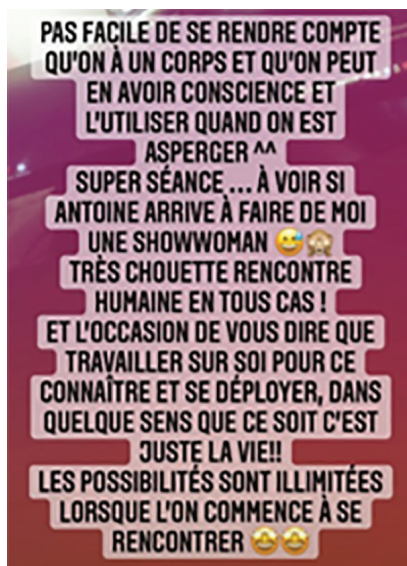 PAS FACILE DE SE RENDRE COMPTE
QU'ON À UN CORPS ET QU'ON PEUT
EN AVOIR CONSCIENCE ET
L'UTILISER QUAND ON EST
ASPERGER ^^
SUPER SÉANCE ... À VOIR SI
ANTOINE ARRIVE À FAIRE DE MOI
UNE SHOWWOMAN 😅🙈
TRÈS CHOUETTE RENCONTRE
HUMAINE EN TOUS CAS !
ET L'OCCASION DE VOUS DIRE QUE
TRAVAILLER SUR SOI POUR CE
CONNAÎTRE ET SE DÉPLOYER, DANS
QUELQUE SENS QUE CE SOIT C'EST
JUSTE LA VIE!!
LES POSSIBILITÉS SONT ILLIMITÉES
LORSQUE L'ON COMMENCE À SE
RENCONTRER 🤩🤩